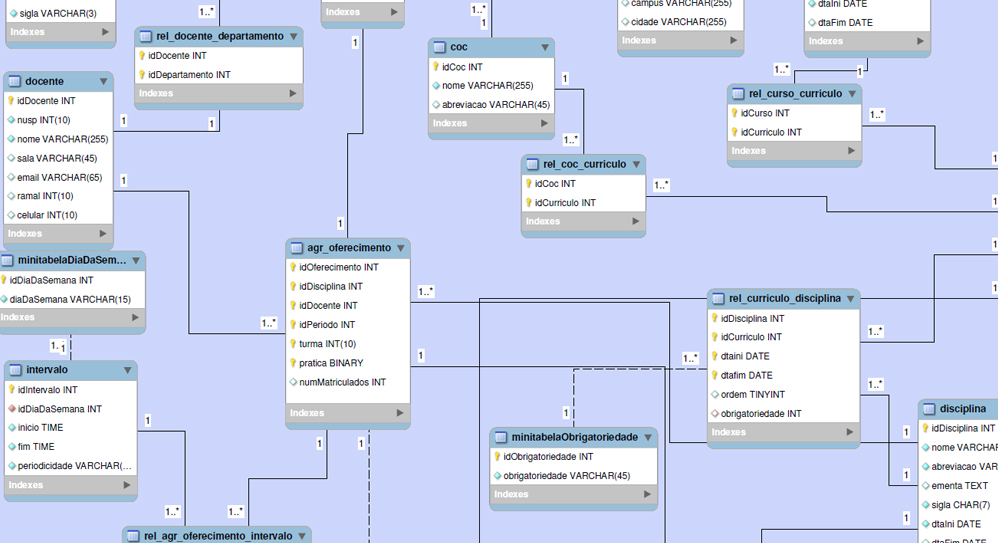 sigla VARCHAR(3)
Indexes
1..*
rel_docente_departamento
idDocente INT
idDepartamento INT
Indexes
Indexes
1
1..*
1
coc
idCoc INT
nome VARCHAR(255)
abreviacao VARCHAR(45)
Indexes
1
1..*
campus VARCHAR(255)
cidade VARCHAR(255)
Indexes
dtaIni DATE
dtaFim DATE
Indexes
1..*
1
rel_curso_curriculo
idCurso INT
idCurriculo INT
Indexes
1..*
docente
idDocente INT
nusp INT(10)
nome VARCHAR(255)
sala VARCHAR(45)
email VARCHAR(65)
ramal INT(10)
celular INT(10)
Indexes
1
1
1
rel_coc_curriculo
idCoc INT
idCurriculo INT
Indexes
1..*
1
1
minitabelaDiaDaSem...
idDiaDaSemana INT
diaDaSemana VARCHAR(15)
Indexes
1
agr_oferecimento
idOferecimento INT
idDisciplina INT
idDocente INT
idPeriodo INT
turma INT(10)
pratica BINARY
numMatriculados INT
Indexes
1
1..*
1..*
1
rel_curriculo_disciplina
idDisciplina INT
idCurriculo INT
dtaini DATE
dtafim DATE
ordem TINYINT
obrigatoriedade INT
Indexes
1
1
1..*
1..*
1..*
intervalo
idIntervalo INT
idDiaDaSemana INT
inicio TIME
fim TIME
periodicidade VARCHAR(...
Indexes
1
1
1
1
minitabelaObrigatoriedade
idObrigatoriedade INT
obrigatoriedade VARCHAR(45)
Indexes
disciplina
idDisciplina INT
nome VARCHAR
abreviacao VAR
ementa TEXT
sigla CHAR(7)
dtaIni DATE
dtaFim DATE
1
1
1
1..*
1..*
rel_agr_oferecimento_intervalo